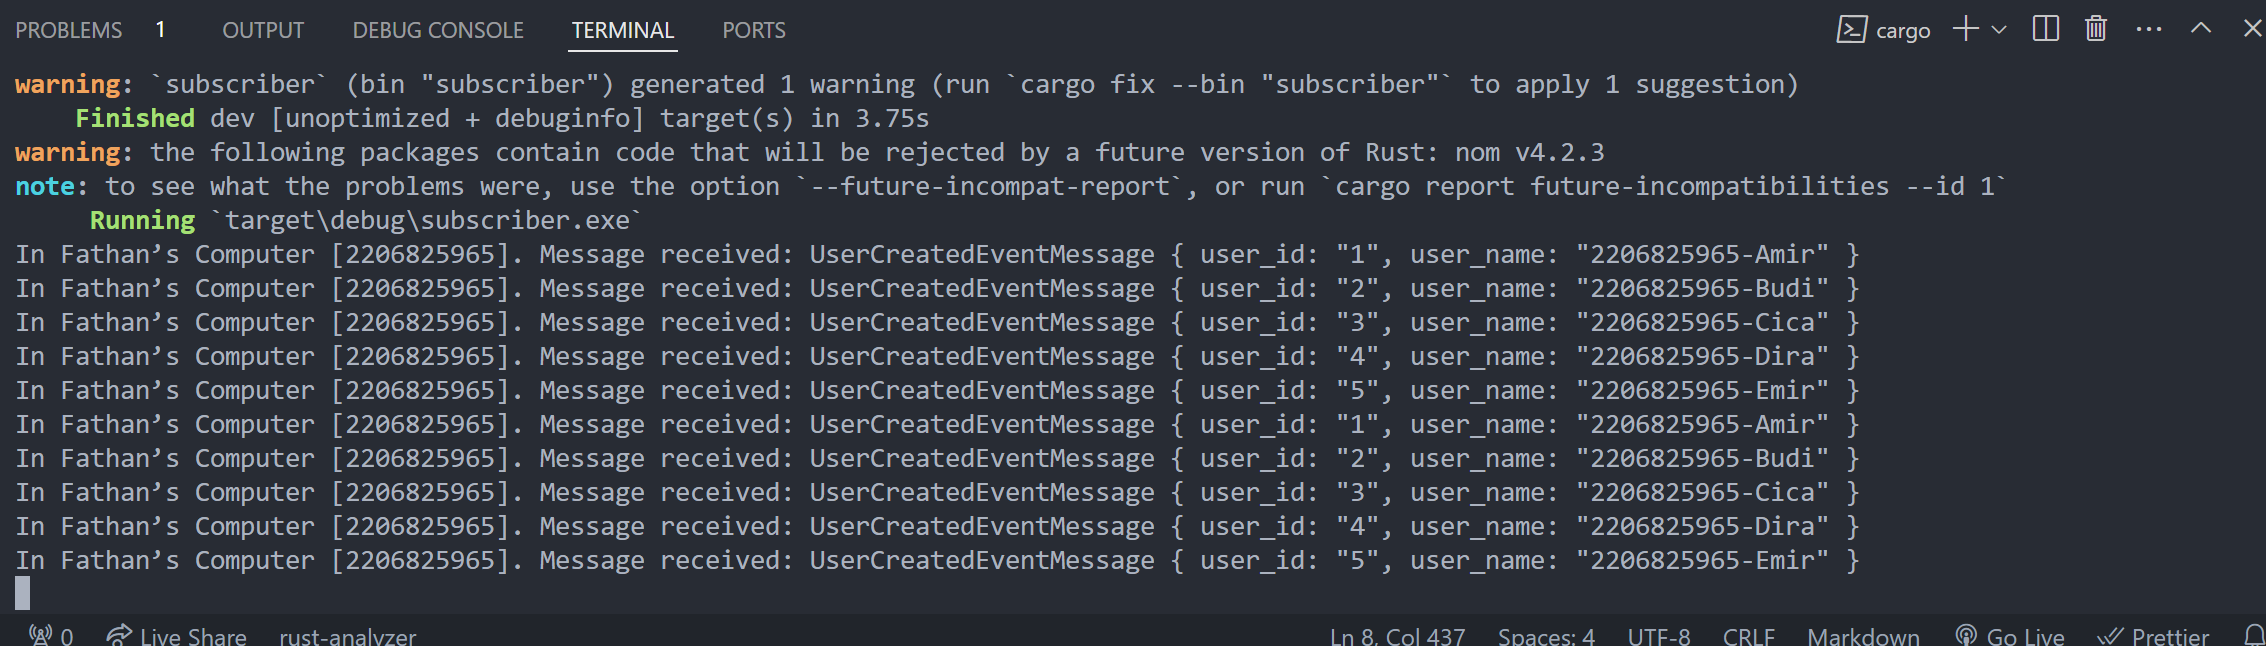 PROBLEMS 1 OUTPUT DEBUG CONSOLE TERMINAL PORTS cargo
warning: `subscriber` (bin "subscriber") generated 1 warning (run `cargo fix --bin "subscriber"` to apply 1 suggestion)
Finished dev [unoptimized + debuginfo] target(s) in 3.75s
warning: the following packages contain code that will be rejected by a future version of Rust: nom v4.2.3
note: to see what the problems were, use the option `--future-incompat-report`, or run `cargo report future-incompatibilities --id 1`
Running `target\debug\subscriber.exe`
In Fathan’s Computer [2206825965]. Message received: UserCreatedEventMessage { user_id: "1", user_name: "2206825965-Amir" }
In Fathan’s Computer [2206825965]. Message received: UserCreatedEventMessage { user_id: "2", user_name: "2206825965-Budi" }
In Fathan’s Computer [2206825965]. Message received: UserCreatedEventMessage { user_id: "3", user_name: "2206825965-Cica" }
In Fathan’s Computer [2206825965]. Message received: UserCreatedEventMessage { user_id: "4", user_name: "2206825965-Dira" }
In Fathan’s Computer [2206825965]. Message received: UserCreatedEventMessage { user_id: "5", user_name: "2206825965-Emir" }
In Fathan’s Computer [2206825965]. Message received: UserCreatedEventMessage { user_id: "1", user_name: "2206825965-Amir" }
In Fathan’s Computer [2206825965]. Message received: UserCreatedEventMessage { user_id: "2", user_name: "2206825965-Budi" }
In Fathan’s Computer [2206825965]. Message received: UserCreatedEventMessage { user_id: "3", user_name: "2206825965-Cica" }
In Fathan’s Computer [2206825965]. Message received: UserCreatedEventMessage { user_id: "4", user_name: "2206825965-Dira" }
In Fathan’s Computer [2206825965]. Message received: UserCreatedEventMessage { user_id: "5", user_name: "2206825965-Emir" }
0 Live Share rust-analyzer Ln 8, Col 437 Spaces: 4 UTF-8 CRLF Markdown Go Live Prettier